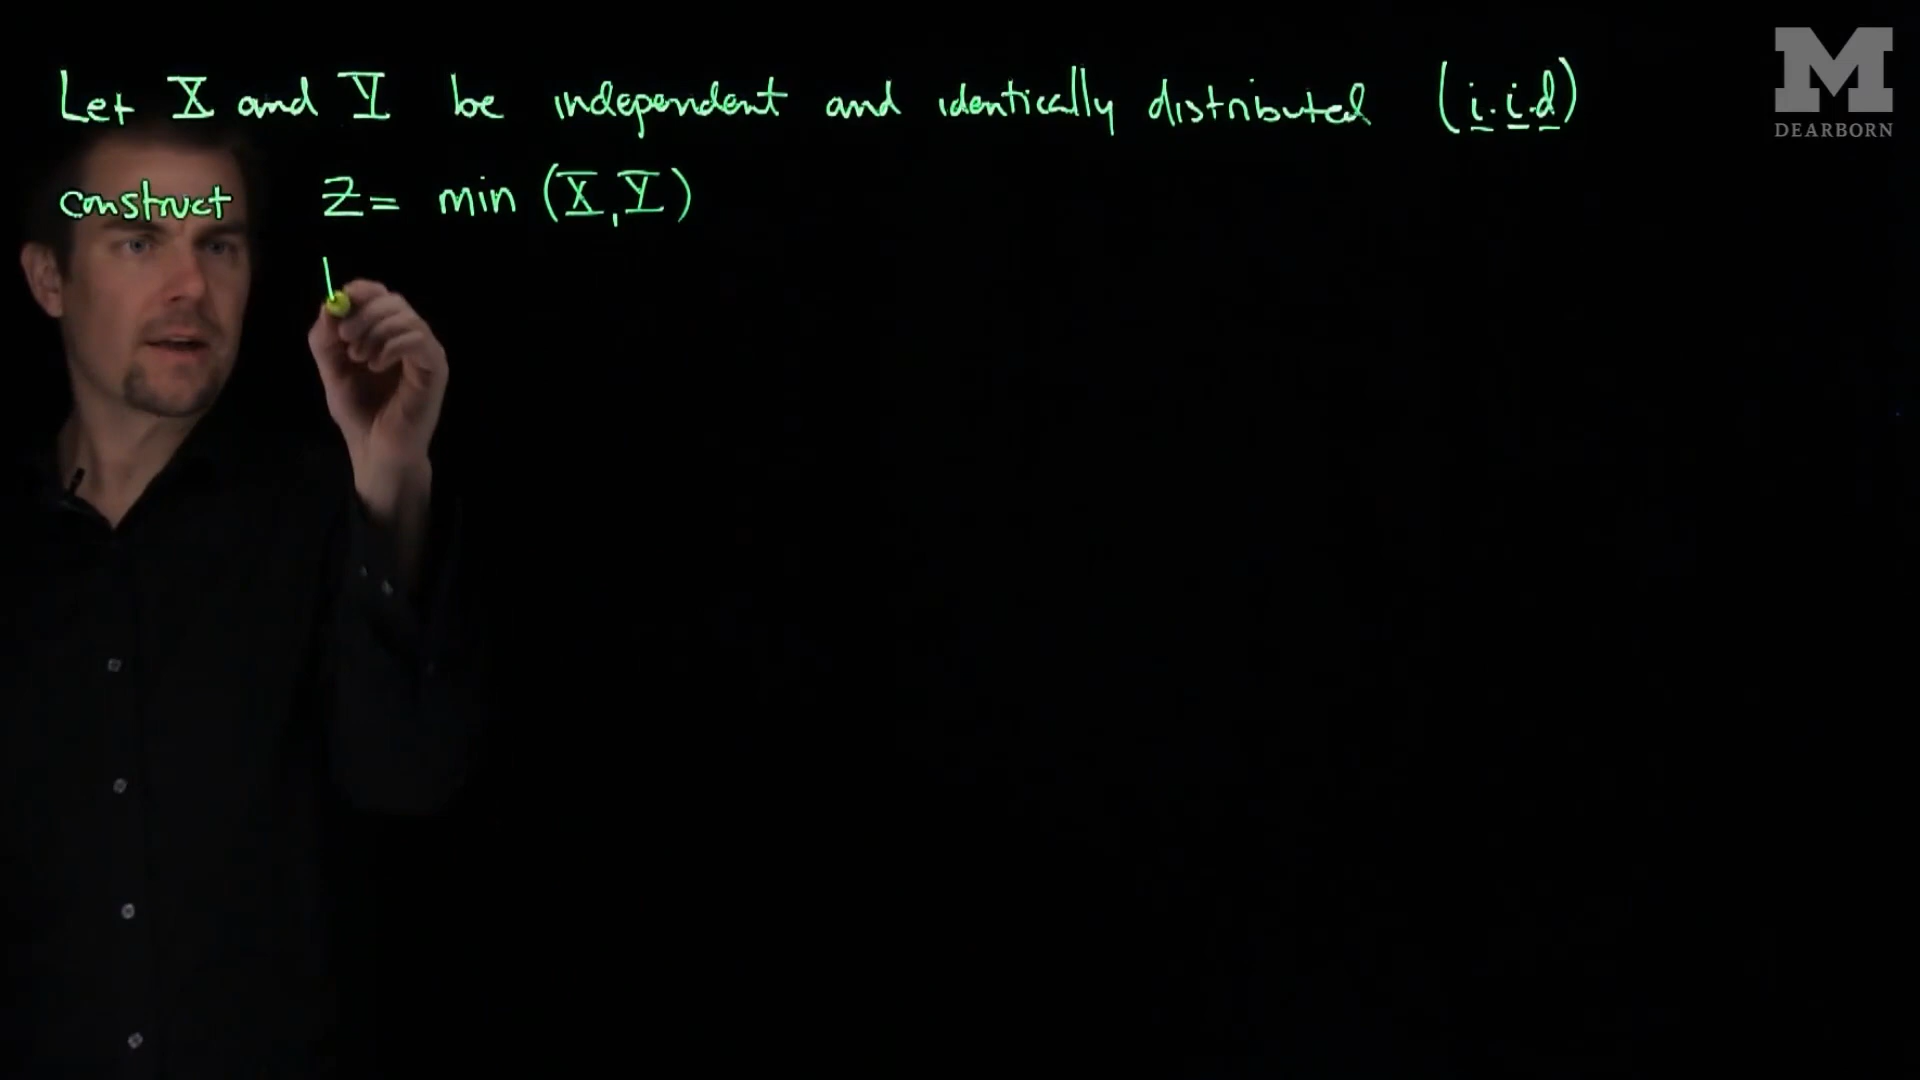 Let X and Y be independent and identically distributed (i.i.d)
construct Z = min (X, Y)
M
DEARBORN